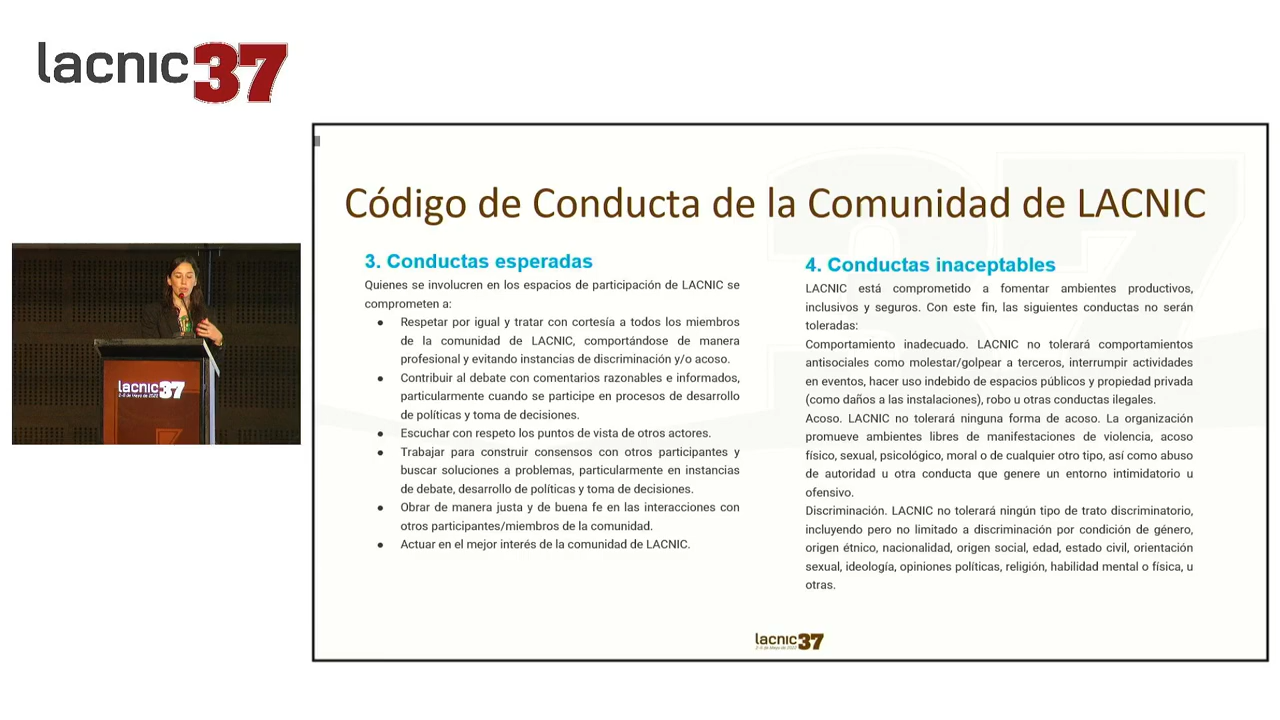 lacnic37
Código de Conducta de la Comunidad de LACNIC
3. Conductas esperadas
Quienes se involucren en los espacios de participación de LACNIC se
comprometen a:
● Respetar por igual y tratar con cortesía a todos los miembros
de la comunidad de LACNIC, comportándose de manera
profesional y evitando instancias de discriminación y/o acoso.
● Contribuir al debate con comentarios razonables e informados,
particularmente cuando se participe en procesos de desarrollo
de políticas y toma de decisiones.
● Escuchar con respeto los puntos de vista de otros actores.
● Trabajar para construir consensos con otros participantes y
buscar soluciones a problemas, particularmente en instancias
de debate, desarrollo de políticas y toma de decisiones.
● Obrar de manera justa y de buena fe en las interacciones con
otros participantes/miembros de la comunidad.
● Actuar en el mejor interés de la comunidad de LACNIC.
4. Conductas inaceptables
LACNIC está comprometido a fomentar ambientes productivos,
inclusivos y seguros. Con este fin, las siguientes conductas no serán
toleradas:
Comportamiento inadecuado. LACNIC no tolerará comportamientos
antisociales como molestar/golpear a terceros, interrumpir actividades
en eventos, hacer uso indebido de espacios públicos y propiedad privada
(como daños a las instalaciones), robo u otras conductas ilegales.
Acoso. LACNIC no tolerará ninguna forma de acoso. La organización
promueve ambientes libres de manifestaciones de violencia, acoso
físico, sexual, psicológico, moral o de cualquier otro tipo, así como abuso
de autoridad u otra conducta que genere un entorno intimidatorio u
ofensivo.
Discriminación. LACNIC no tolerará ningún tipo de trato discriminatorio,
incluyendo pero no limitado a discriminación por condición de género,
origen étnico, nacionalidad, origen social, edad, estado civil, orientación
sexual, ideología, opiniones políticas, religión, habilidad mental o física, u
otras.
lacnic37
2-6 de Mayo de 2022
lacnic37
2-6 de Mayo de 2022